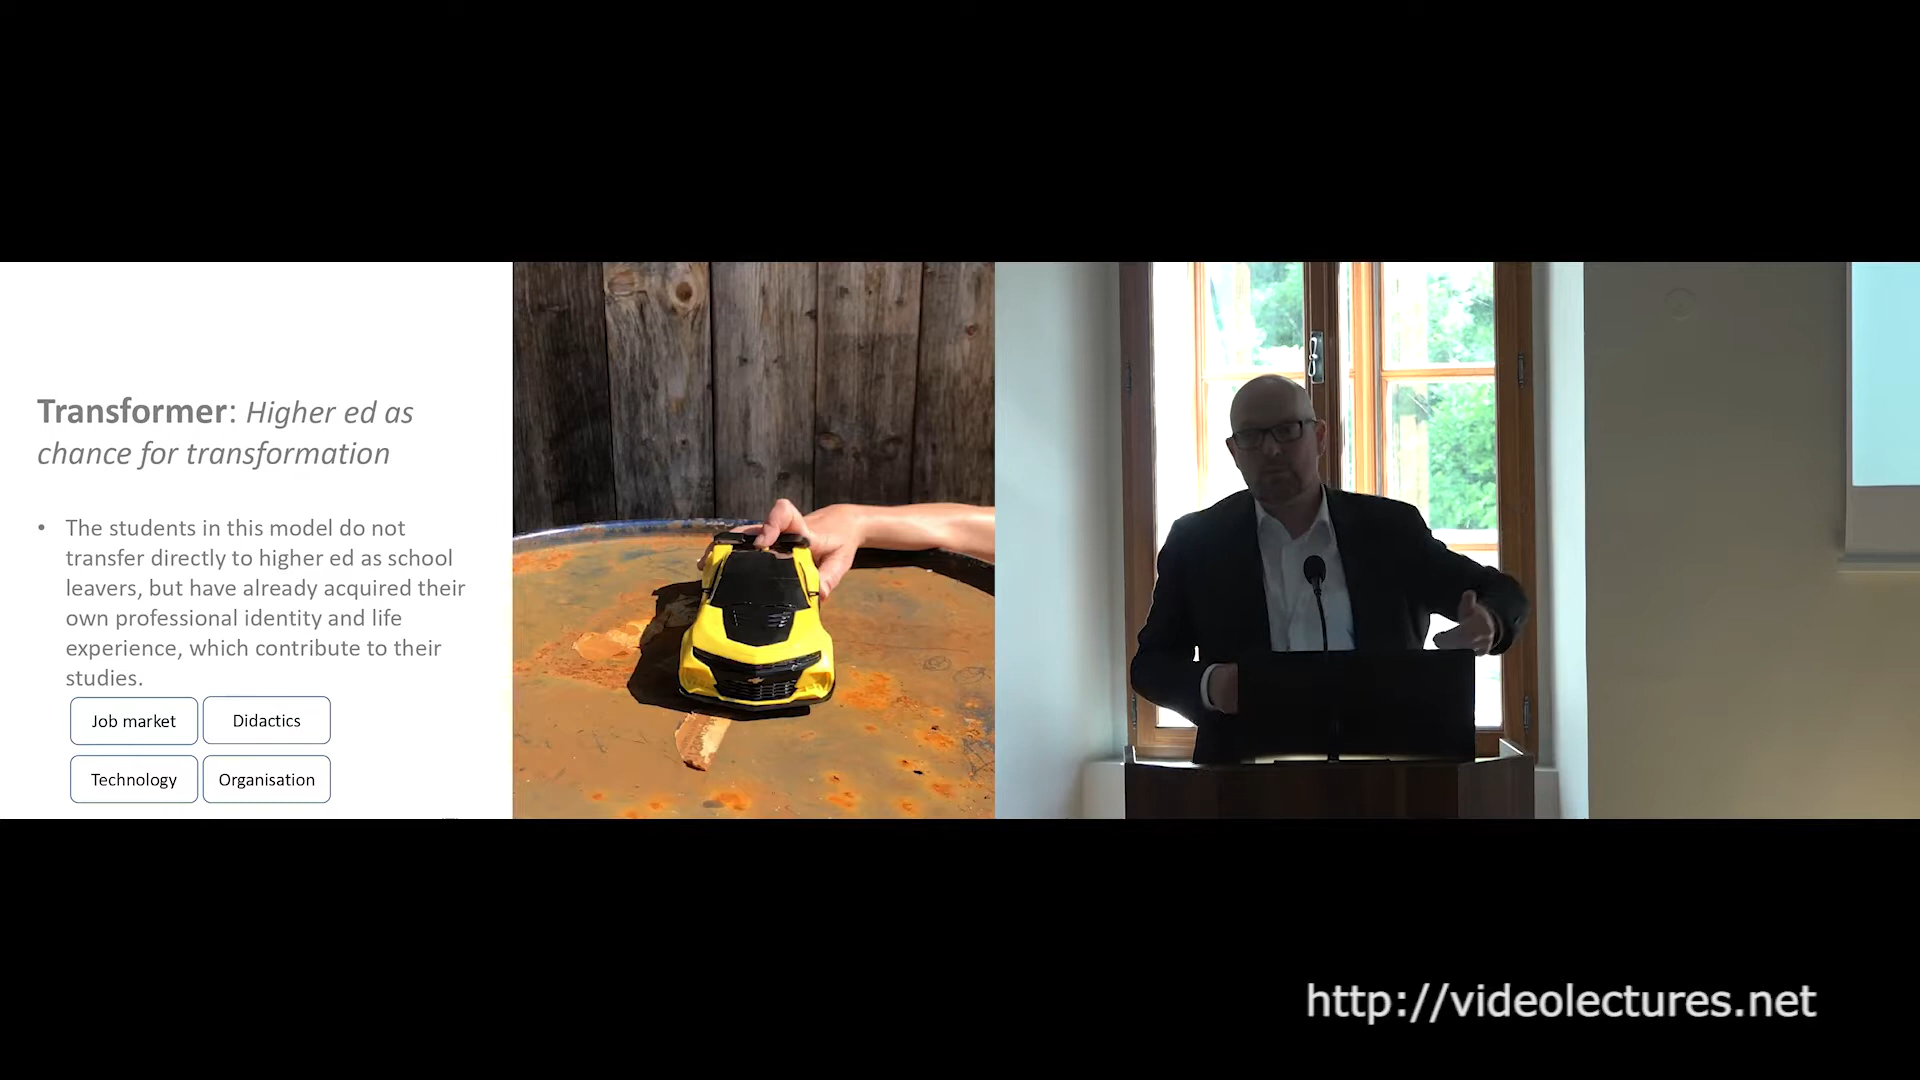 Transformer: Higher ed as
chance for transformation
• The students in this model do not
transfer directly to higher ed as school
leavers, but have already acquired their
own professional identity and life
experience, which contribute to their
studies.
Job market
Didactics
Technology
Organisation
http://videolectures.net